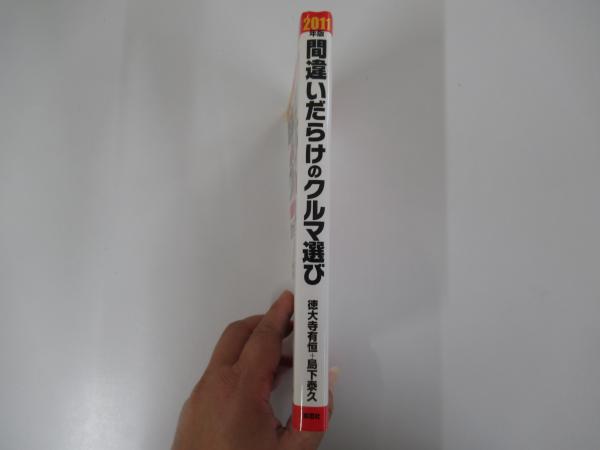 2011
年版
間違いだらけのクルマ選び
徳大寺有恒+島下泰久
草思社